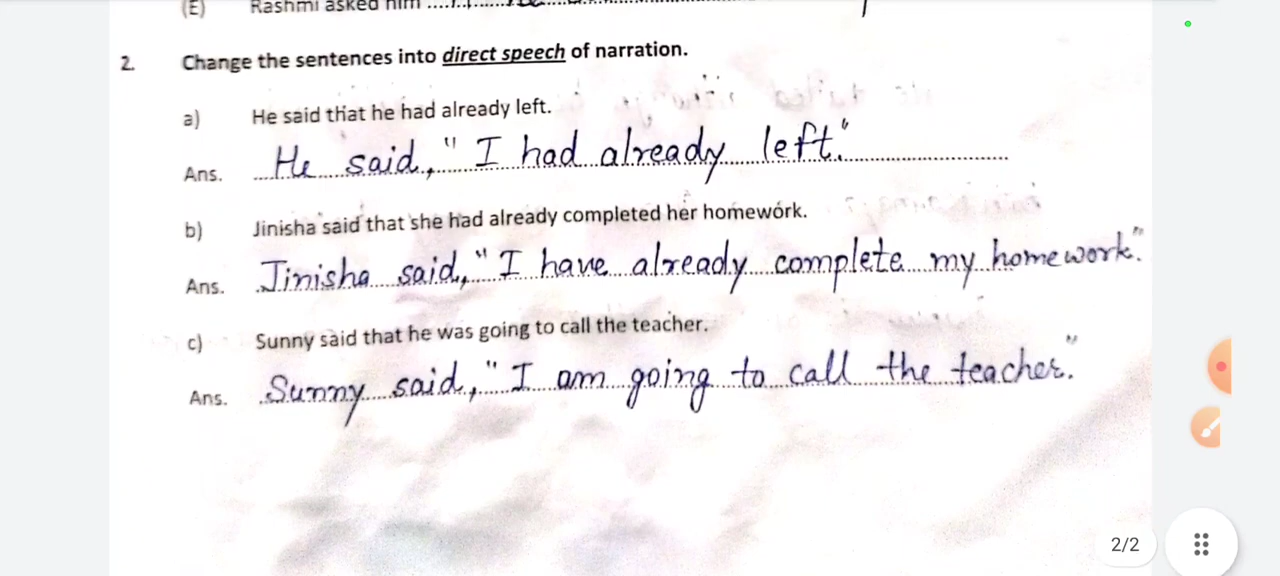 (E) Rashmi asked him
2. Change the sentences into direct speech of narration.
a) He said that he had already left.
Ans. He said, " I had already left."
b) Jinisha said that she had already completed her homework.
Ans. Jinisha said, " I have already complete my homework."
c) Sunny said that he was going to call the teacher.
Ans. Sunny said, " I am going to call the teacher."
2/2